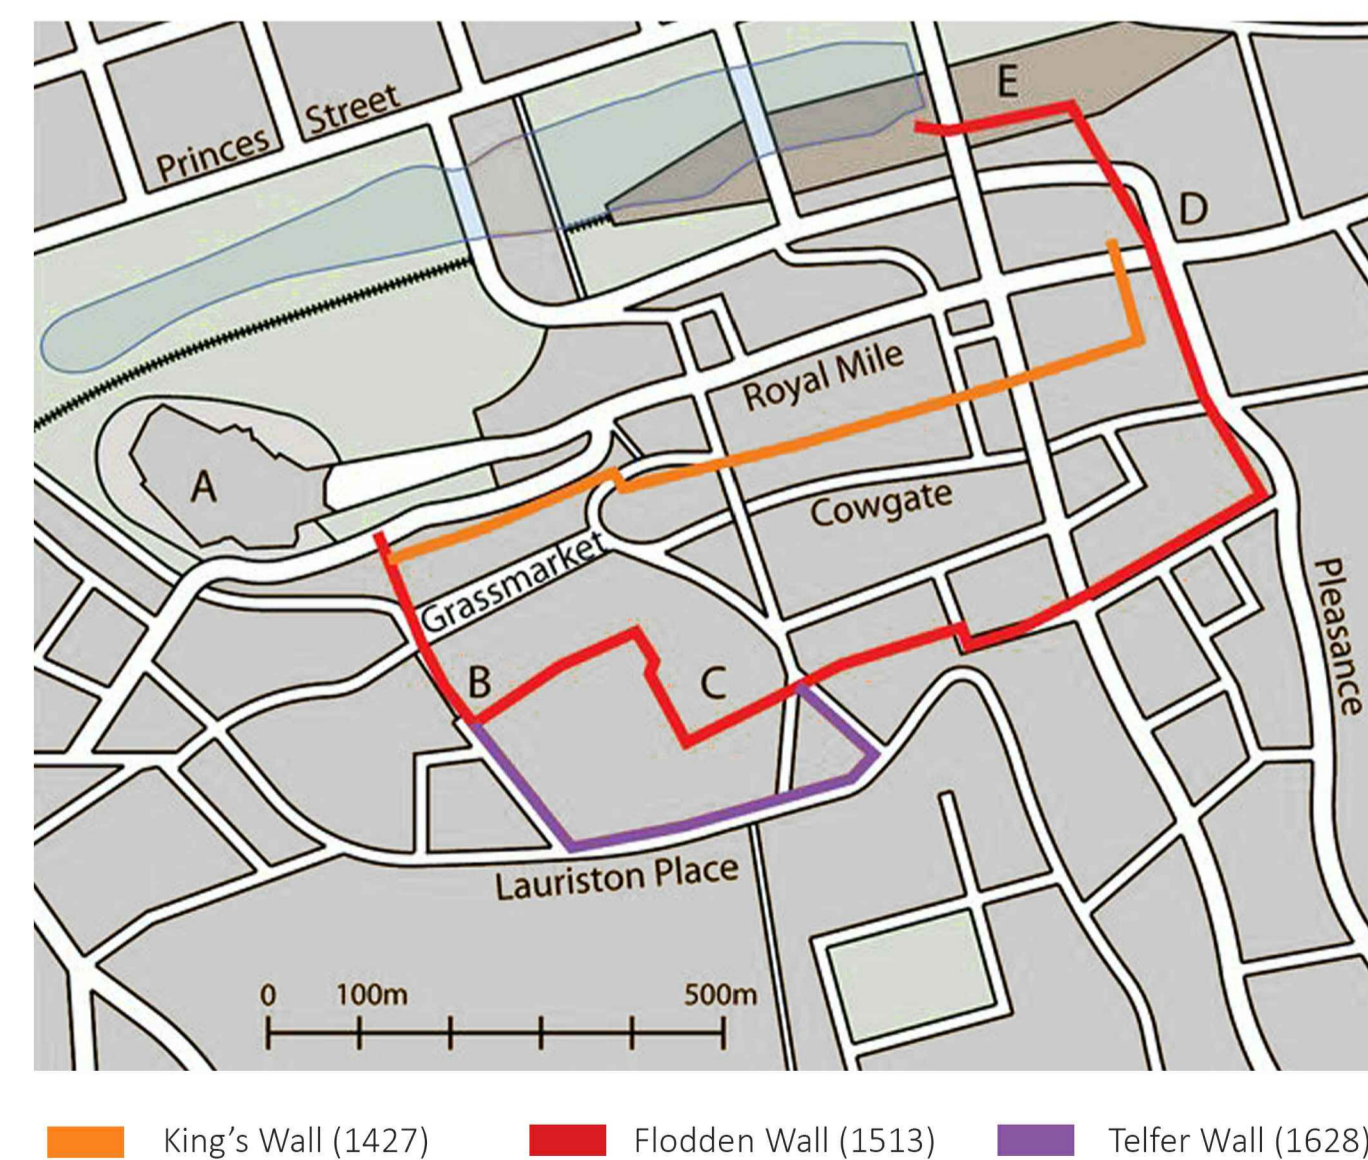 E
Princes Street
D
Royal Mile
A
Cowgate
Grassmarket
Pleasance
B
C
Lauriston Place
0 100m 500m
King’s Wall (1427) Flodden Wall (1513) Telfer Wall (1628)